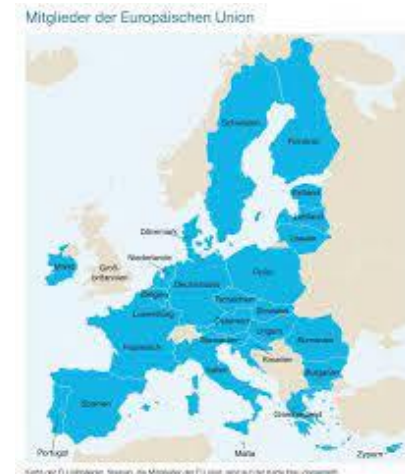 Mitglieder der Europäischen Union
Schweden
Finnland
Estland
Lettland
Litauen
Dänemark
Irland
Groß-
britannien
Niederlande
Polen
Deutschland
Belgien
Luxemburg
Tschechien
Slowakei
Österreich
Ungarn
Frankreich
Slowenien
Rumänien
Kroatien
Italien
Bulgarien
Spanien
Griechenland
Portugal
Malta
Zypern